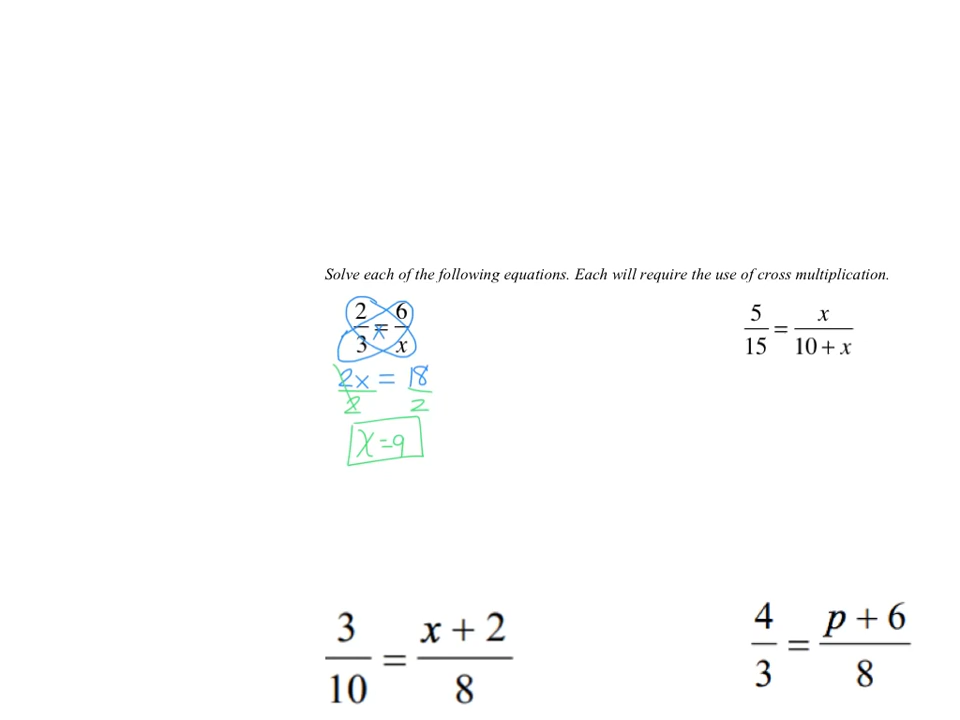 Solve each of the following equations. Each will require the use of cross multiplication.
2/3 = 6/x
2x = 18
2 2
x=9
5/15 = x/(10 + x)
3/10 = (x + 2)/8
4/3 = (p + 6)/8